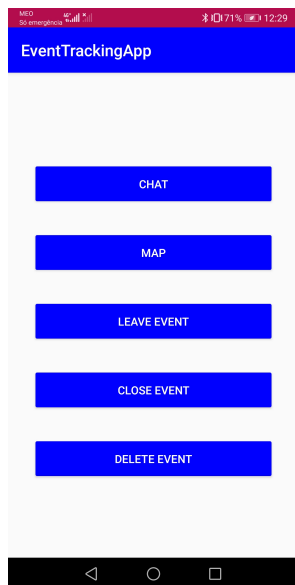 MEO
Só emergência
71% 12:29
EventTrackingApp
CHAT
MAP
LEAVE EVENT
CLOSE EVENT
DELETE EVENT